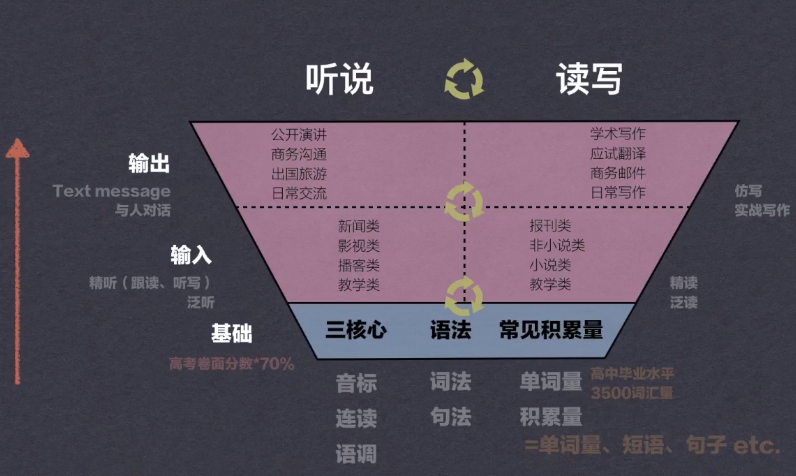 听说
读写
公开演讲
商务沟通
出国旅游
日常交流
学术写作
应试翻译
商务邮件
日常写作
输出
Text message
与人对话
仿写
实战写作
新闻类
影视类
播客类
教学类
报刊类
非小说类
小说类
教学类
输入
精听（跟读、听写）
泛听
精读
泛读
基础
三核心
语法
常见积累量
高考卷面分数*70%
音标
词法
单词量
高中毕业水平
3500词汇量
连读
句法
积累量
语调
=单词量、短语、句子 etc.